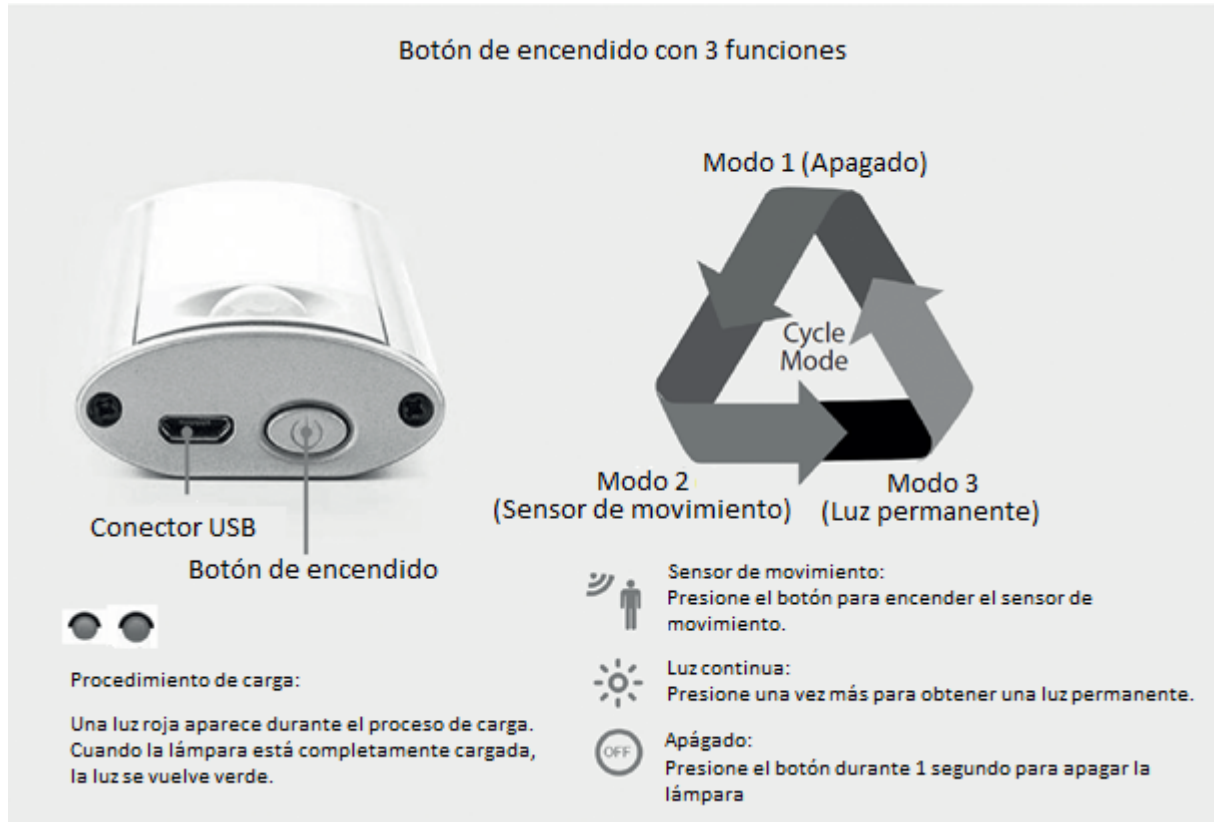 Botón de encendido con 3 funciones
Modo 1 (Apagado)
Cycle
Mode
Modo 2
(Sensor de movimiento)
Modo 3
(Luz permanente)
Conector USB
Botón de encendido
Procedimiento de carga:
Una luz roja aparece durante el proceso de carga.
Cuando la lámpara está completamente cargada,
la luz se vuelve verde.
Sensor de movimiento:
Presione el botón para encender el sensor de
movimiento.
Luz continua:
Presione una vez más para obtener una luz permanente.
OFF
Apágado:
Presione el botón durante 1 segundo para apagar la
lámpara